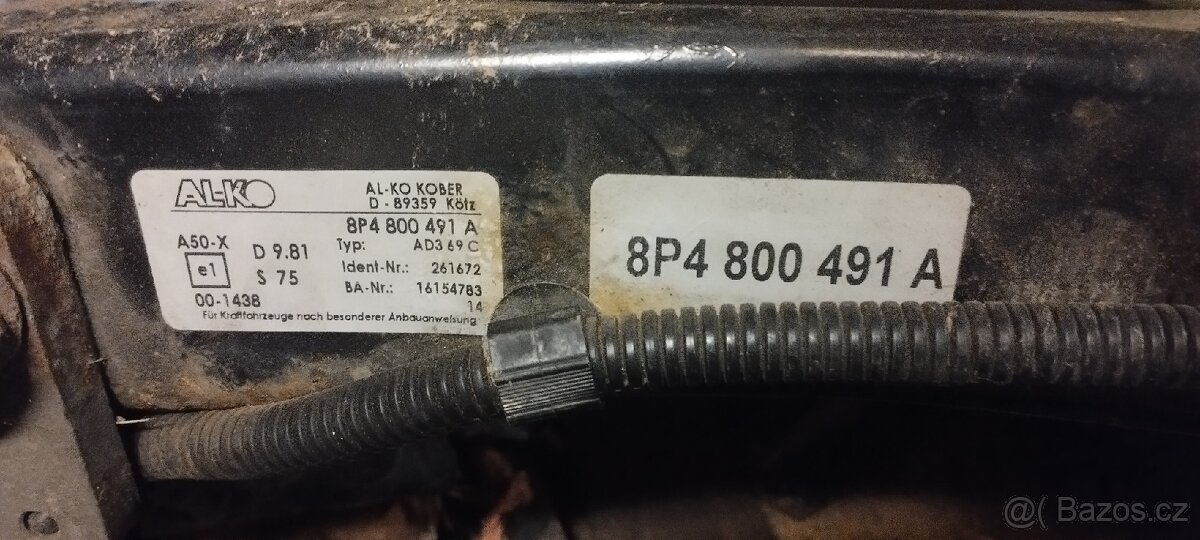 AL-KO
AL-KO KOBER
D - 89359 Kötz
8P4 800 491 A
A50-X
D 9.81
Typ: AD3 69 C
e1
S 75
Ident-Nr.: 261672
BA-Nr.: 16154783
00-1438
14
Für Kraftfahrzeuge nach besonderer Anbauanweisung
8P4 800 491 A
@( Bazos.cz